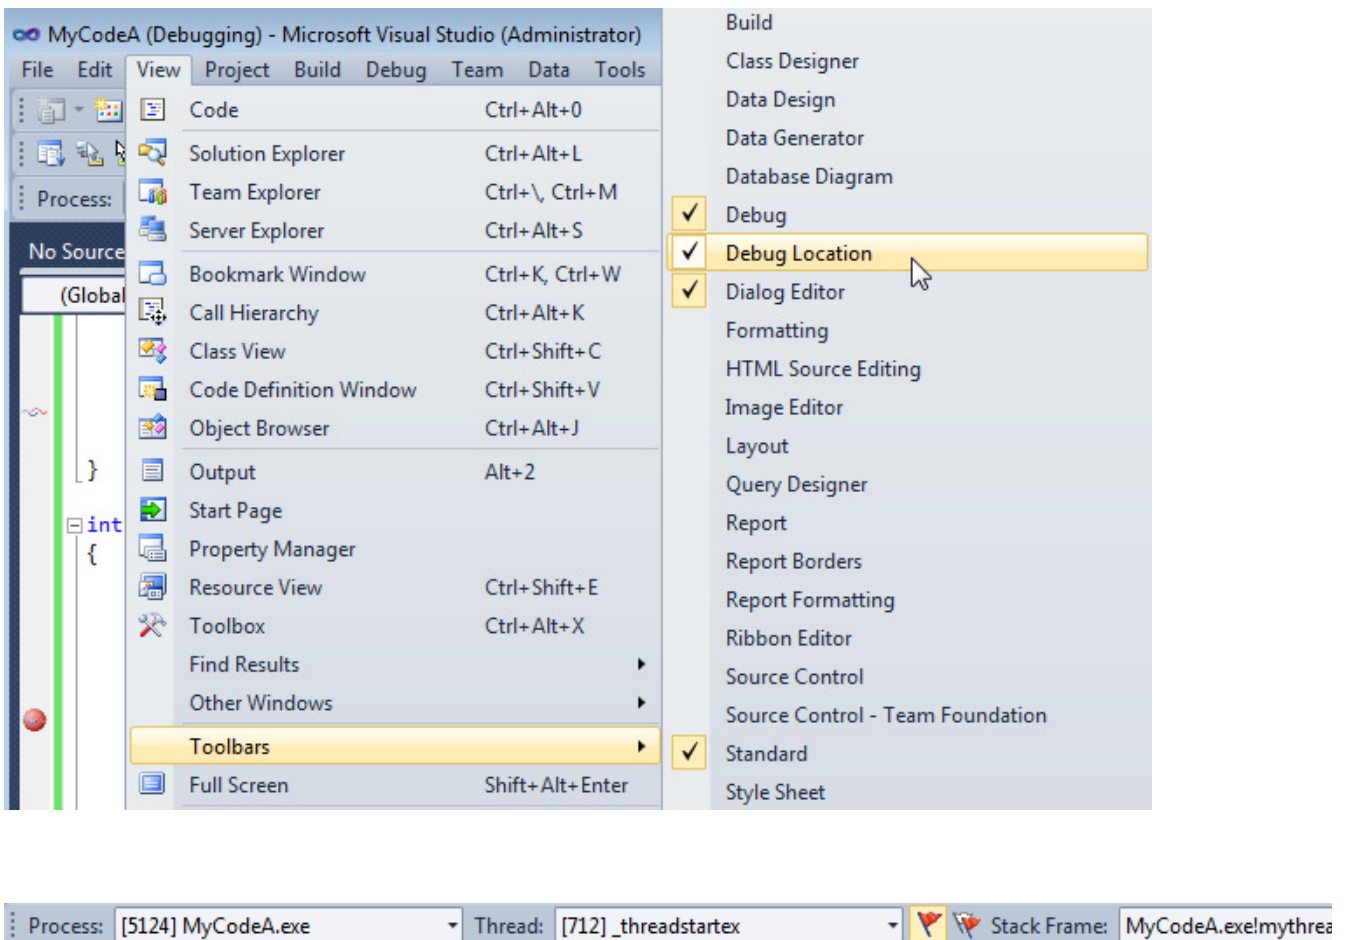 MyCodeA (Debugging) - Microsoft Visual Studio (Administrator)
File Edit View Project Build Debug Team Data Tools
Code Ctrl+Alt+0
Solution Explorer Ctrl+Alt+L
Team Explorer Ctrl+\, Ctrl+M
Process:
Server Explorer Ctrl+Alt+S
No Source
Bookmark Window Ctrl+K, Ctrl+W
(Global
Call Hierarchy Ctrl+Alt+K
Class View Ctrl+Shift+C
Code Definition Window Ctrl+Shift+V
Object Browser Ctrl+Alt+J
}
Output Alt+2
Start Page
int
{
Property Manager
Resource View Ctrl+Shift+E
Toolbox Ctrl+Alt+X
Find Results
Other Windows
Toolbars
Full Screen Shift+Alt+Enter
Build
Class Designer
Data Design
Data Generator
Database Diagram
Debug
Debug Location
Dialog Editor
Formatting
HTML Source Editing
Image Editor
Layout
Query Designer
Report
Report Borders
Report Formatting
Ribbon Editor
Source Control
Source Control - Team Foundation
Standard
Style Sheet
Process: [5124] MyCodeA.exe Thread: [712] _threadstartex Stack Frame: MyCodeA.exe!mythrea